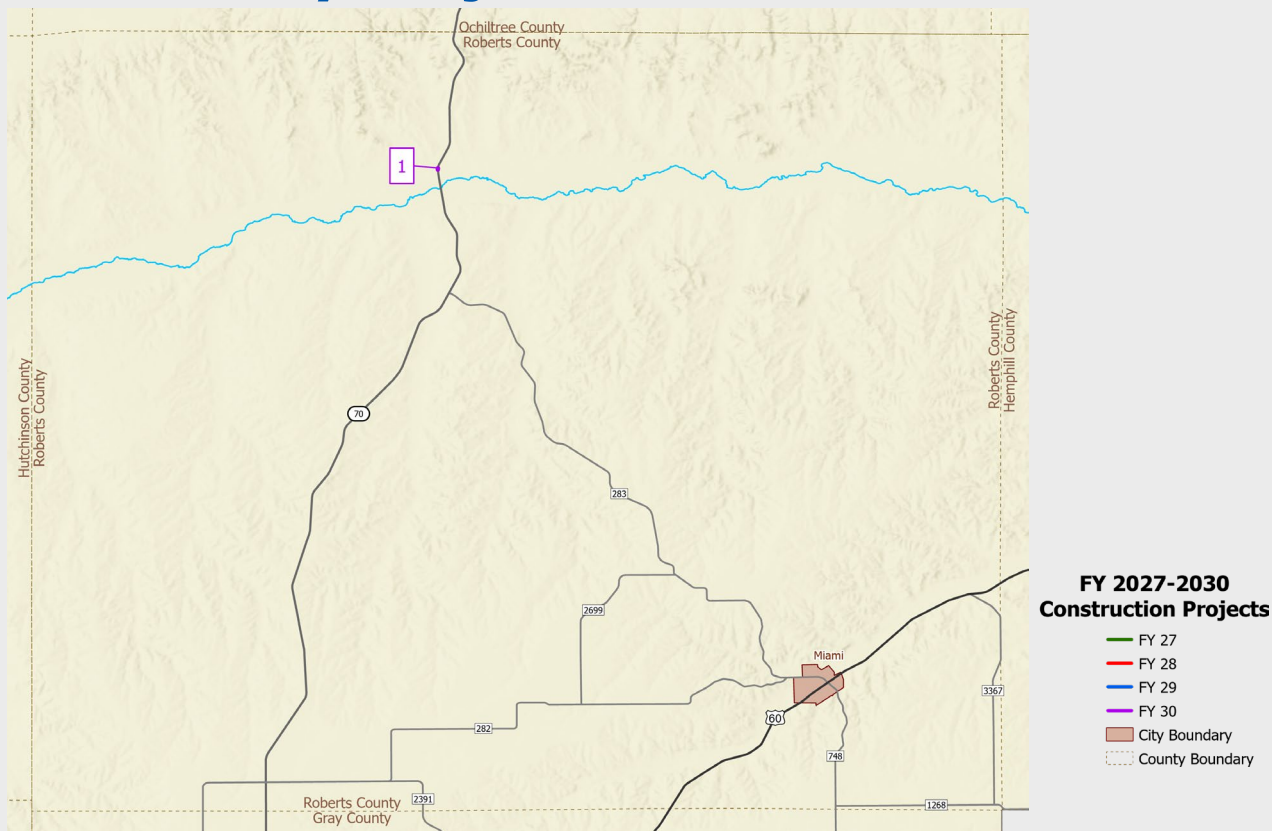 Ochiltree County
Roberts County
1
Hutchinson County
Roberts County
Roberts County
Hemphill County
70
283
2699
Miami
60
3367
282
748
2391
1268
Roberts County
Gray County
FY 2027-2030
Construction Projects
FY 27
FY 28
FY 29
FY 30
City Boundary
County Boundary